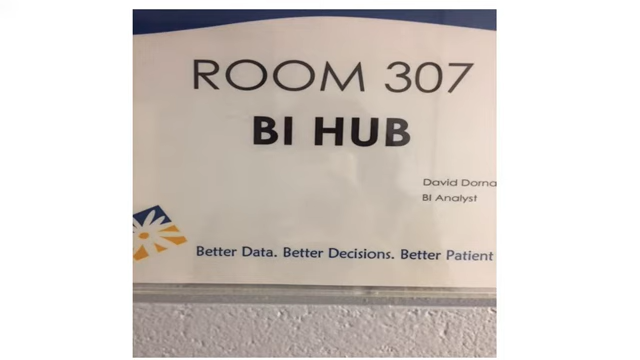 ROOM 307
BI HUB
David Dorna
BI Analyst
Better Data. Better Decisions. Better Patient